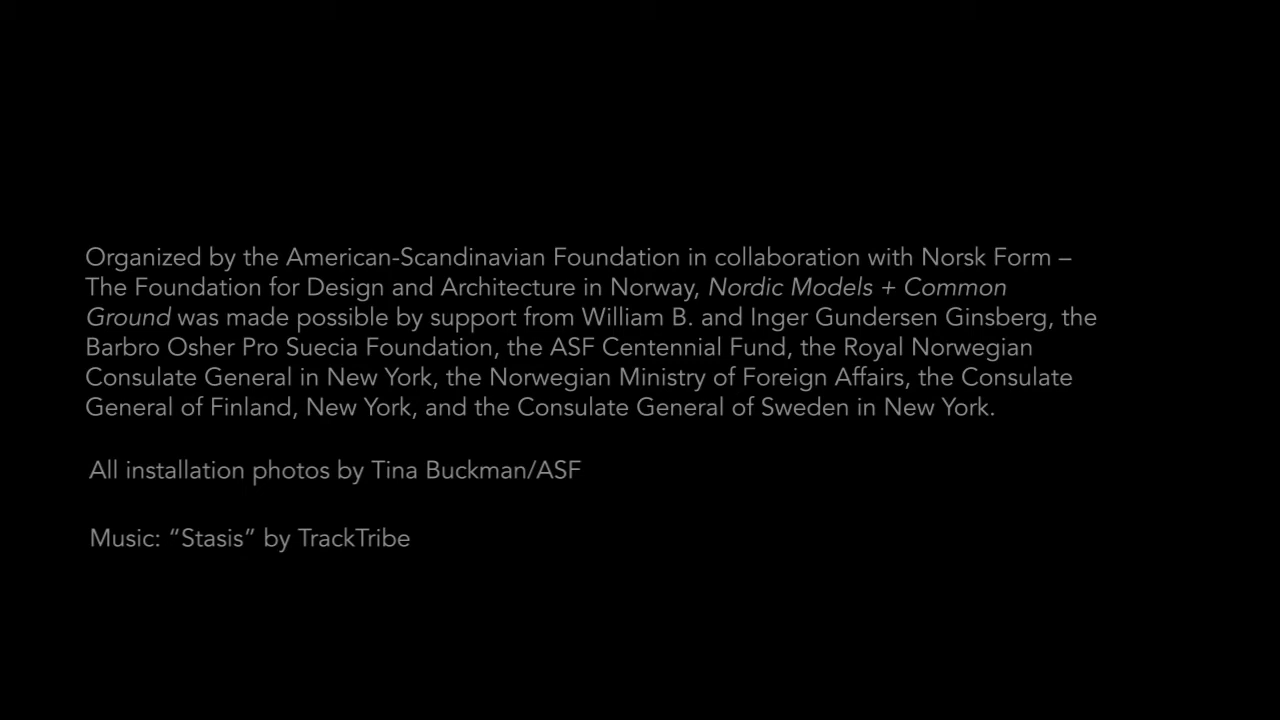 Organized by the American-Scandinavian Foundation in collaboration with Norsk Form –
The Foundation for Design and Architecture in Norway, Nordic Models + Common
Ground was made possible by support from William B. and Inger Gundersen Ginsberg, the
Barbro Osher Pro Suecia Foundation, the ASF Centennial Fund, the Royal Norwegian
Consulate General in New York, the Norwegian Ministry of Foreign Affairs, the Consulate
General of Finland, New York, and the Consulate General of Sweden in New York.
All installation photos by Tina Buckman/ASF
Music: “Stasis” by TrackTribe